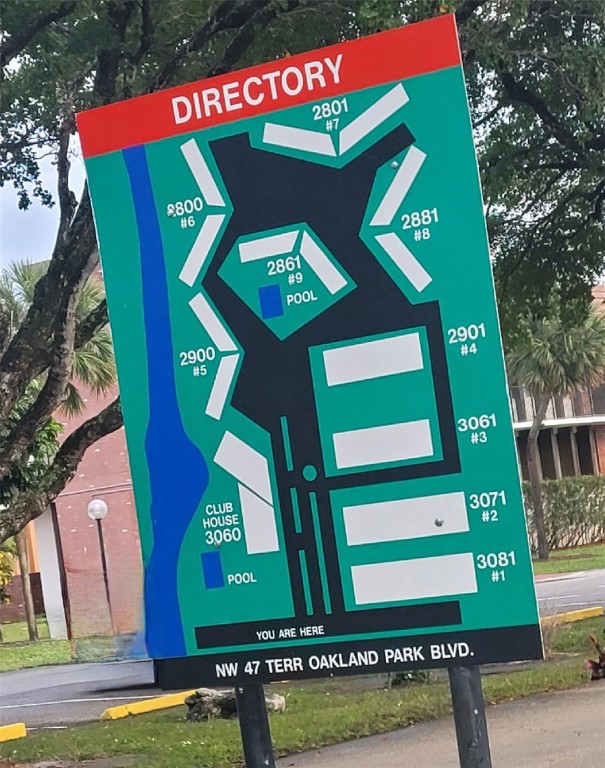 DIRECTORY
2801
#7
2800
#6
2881
#8
2861
#9
POOL
2901
#4
2900
#5
3061
#3
CLUB
HOUSE
3060
3071
#2
3081
#1
POOL
YOU ARE HERE
NW 47 TERR OAKLAND PARK BLVD.